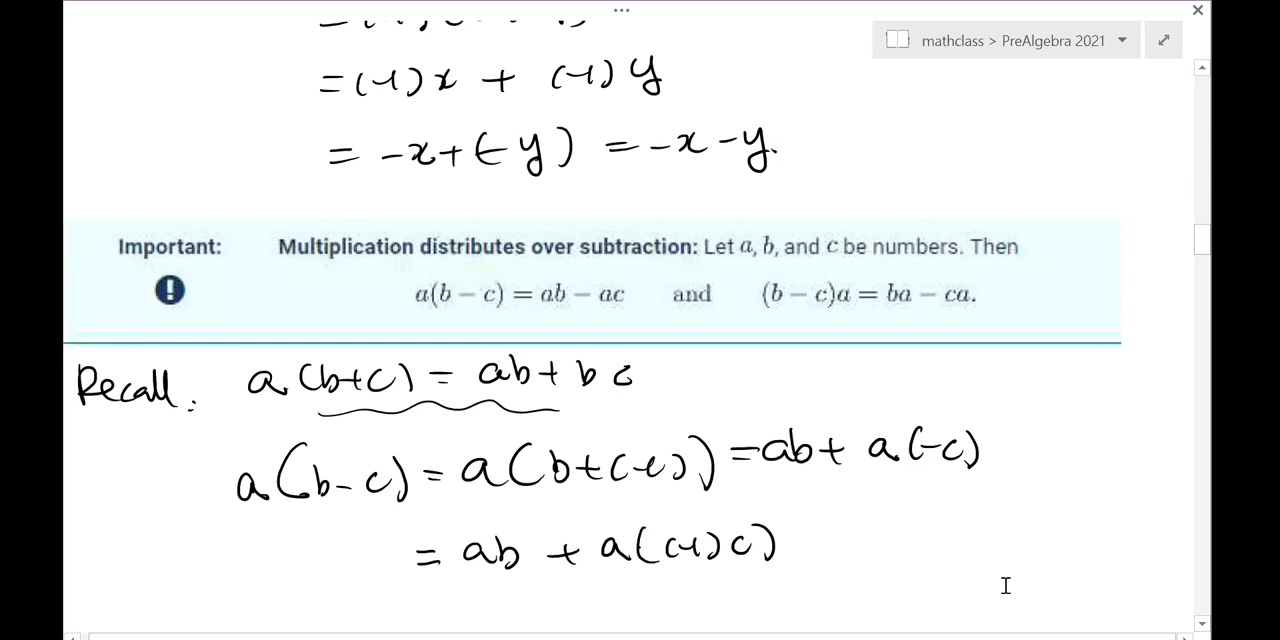 mathclass > PreAlgebra 2021
= (-1)x + (-1)y
= -x + (-y) = -x - y.
Important: Multiplication distributes over subtraction: Let a, b, and c be numbers. Then
a(b − c) = ab − ac and (b − c)a = ba − ca.
Recall: a(b+c) = ab + bc
a(b-c) = a(b+(-c)) = ab + a(-c)
= ab + a((-1)c)